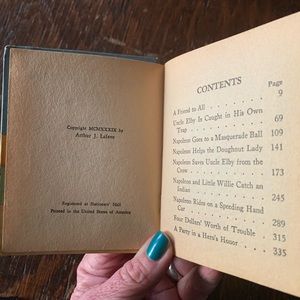 Copyright MCMXXXIX by
Arthur J. Lafave
Registered at Stationers' Hall
Printed in the United States of America
CONTENTS
Page
A Friend to All 9
Uncle Elby Is Caught in His Own
Trap 69
Napoleon Goes to a Masquerade Ball 109
Napoleon Helps the Doughnut Lady 141
Napoleon Saves Uncle Elby from the
Crow 173
Napoleon and Little Willie Catch an
Indian 245
Napoleon Rides on a Speeding Hand
Car 289
Four Dollars' Worth of Trouble 315
A Party in a Hero's Honor 335